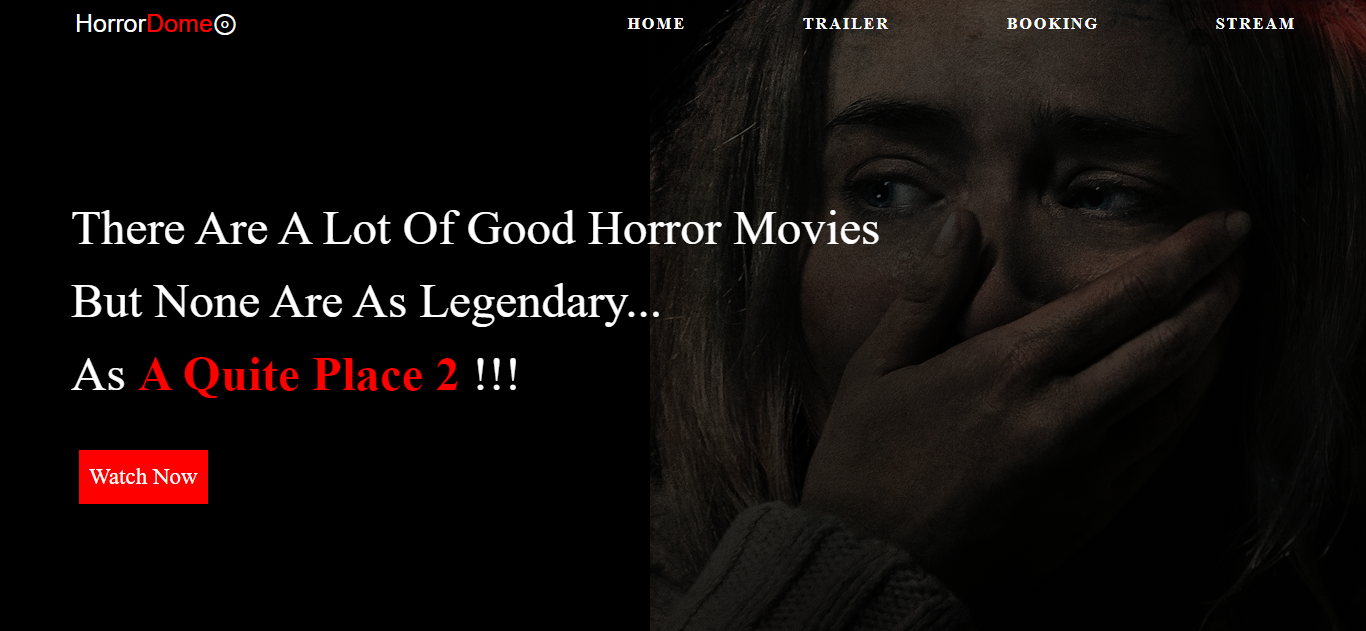 HorrorDome⊙ HOME TRAILER BOOKING STREAM
There Are A Lot Of Good Horror Movies
But None Are As Legendary...
As A Quite Place 2 !!!
Watch Now